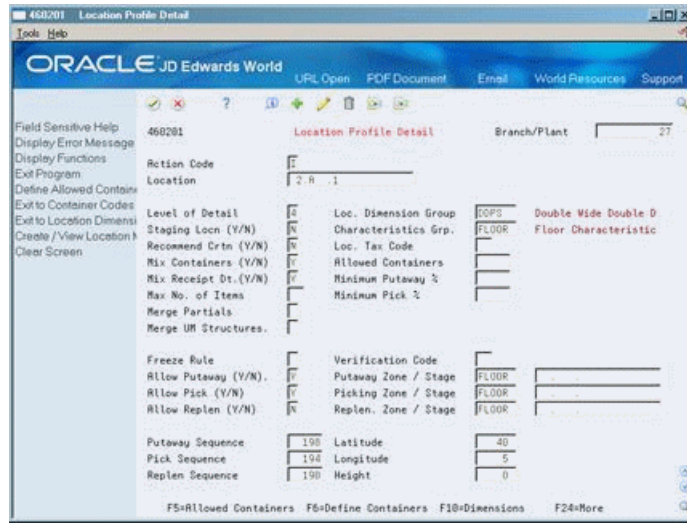 460201 Location Profile Detail
Tools Help
ORACLE JD Edwards World
URL Open PDF Document Email World Resources Support
Field Sensitive Help
Display Error Message
Display Functions
Exit Program
Define Allowed Contain
Exit to Container Codes
Exit to Location Dimensi
Create / View Location N
Clear Screen
460201 Location Profile Detail Branch/Plant 27
Action Code I
Location 2 A .1
Level of Detail 4 Loc. Dimension Group DDPS Double Wide Double D
Staging Locn (Y/N) N Characteristics Grp. FLOOR Floor Characteristic
Recommend Crtn (Y/N) N Loc. Tax Code
Mix Containers (Y/N) Y Allowed Containers
Mix Receipt Dt.(Y/N) Y Minimum Putaway %
Max No. of Items Minimum Pick %
Merge Partials
Merge UM Structures.
Freeze Rule Verification Code
Allow Putaway (Y/N). Y Putaway Zone / Stage FLOOR . .
Allow Pick (Y/N) Y Picking Zone / Stage FLOOR . .
Allow Replen (Y/N) N Replen. Zone / Stage FLOOR . .
Putaway Sequence 190 Latitude 40
Pick Sequence 194 Longitude 5
Replen Sequence 190 Height 0
F5=Allowed Containers F6=Define Containers F10=Dimensions F24=More